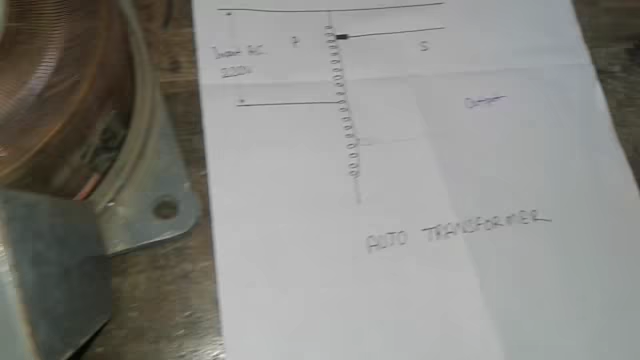 Input AC
P
S
220V
Output
AUTO TRANSFORMER